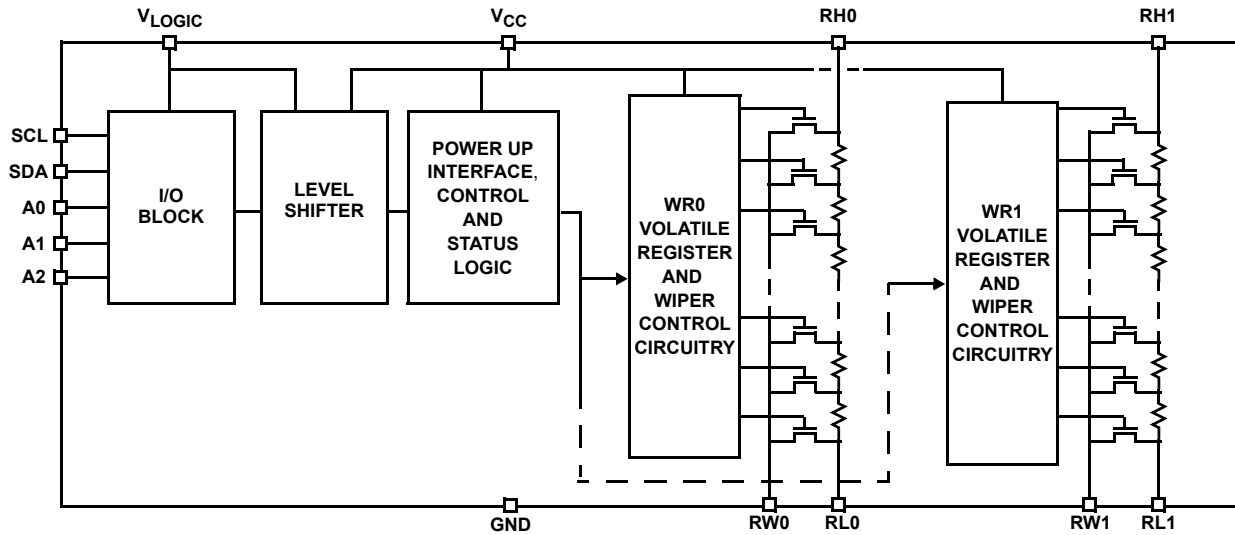 VLOGIC
VCC
RH0
RH1
SCL
SDA
A0
A1
A2
I/O
BLOCK
LEVEL
SHIFTER
POWER UP
INTERFACE,
CONTROL
AND
STATUS
LOGIC
WR0
VOLATILE
REGISTER
AND
WIPER
CONTROL
CIRCUITRY
WR1
VOLATILE
REGISTER
AND
WIPER
CONTROL
CIRCUITRY
GND
RW0
RL0
RW1
RL1